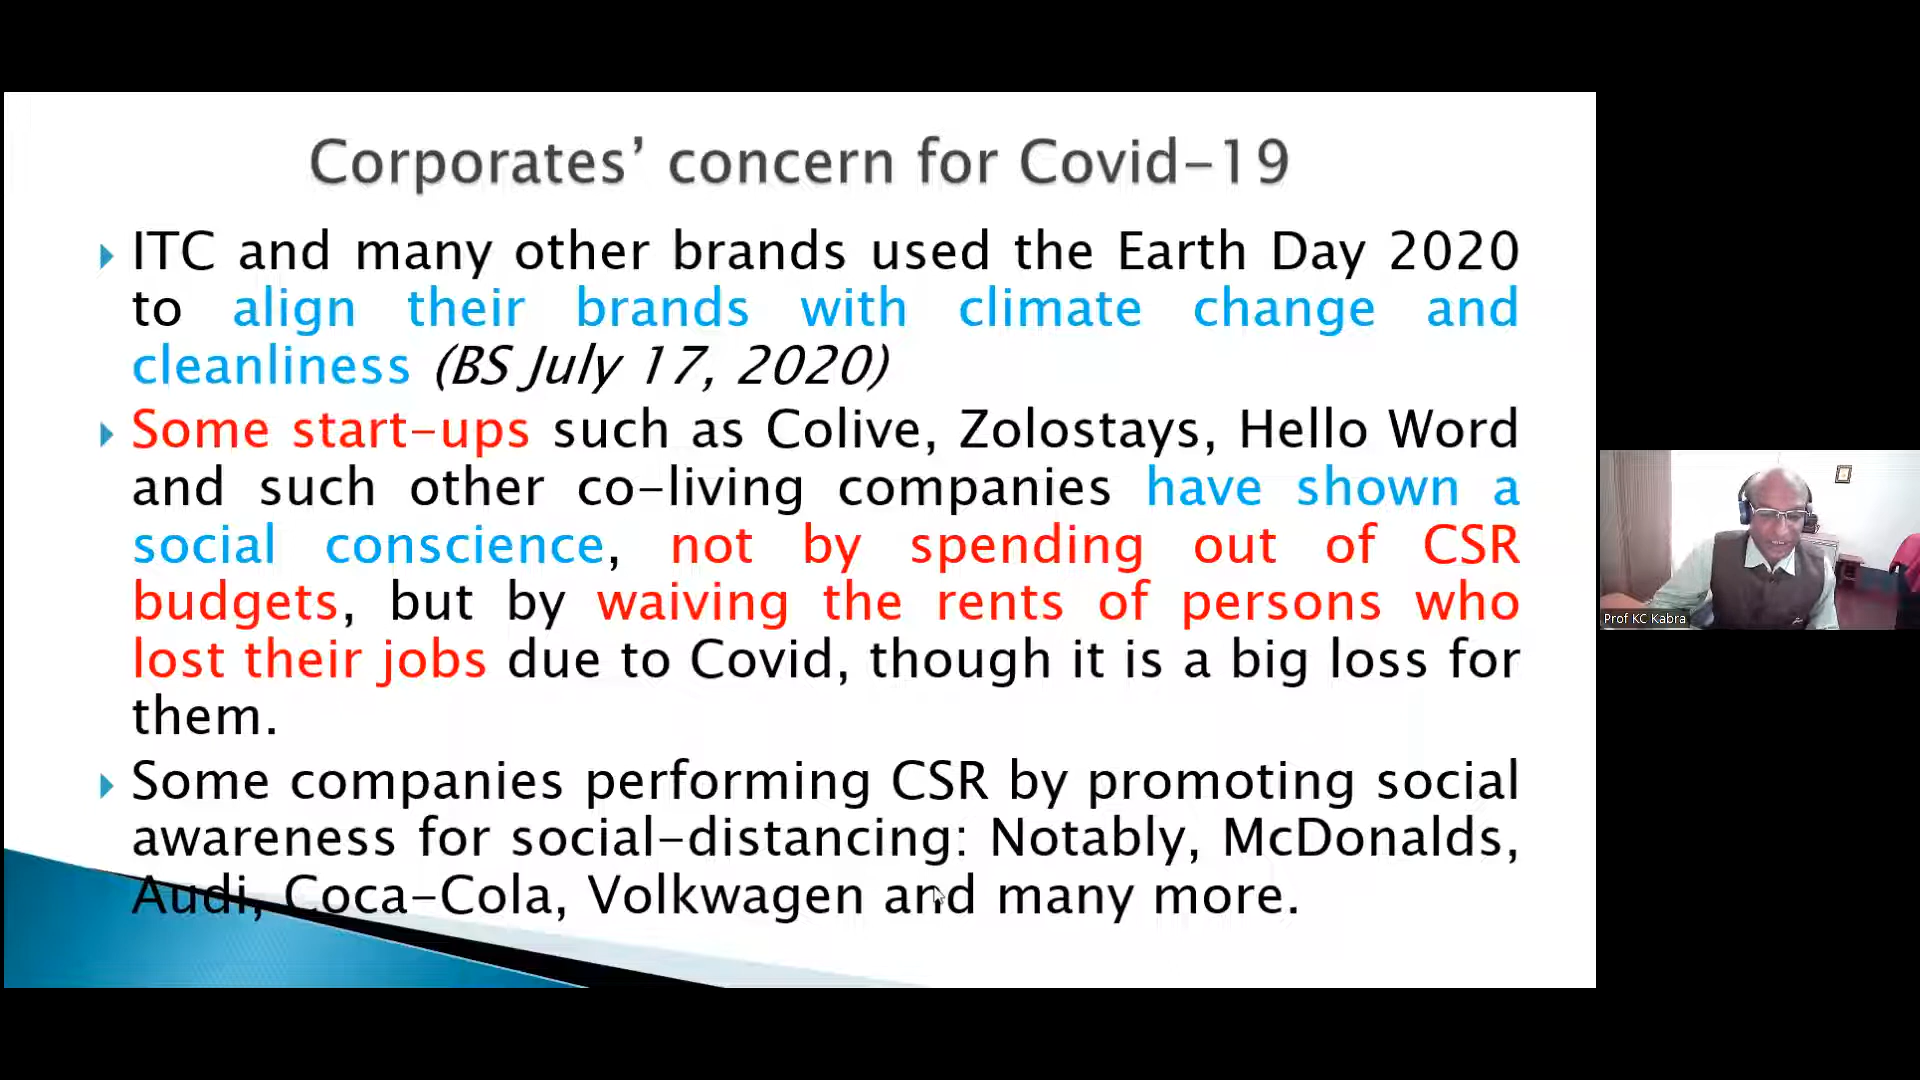 Corporates’ concern for Covid-19
ITC and many other brands used the Earth Day 2020
to align their brands with climate change and
cleanliness (BS July 17, 2020)
Some start-ups such as Colive, Zolostays, Hello Word
and such other co-living companies have shown a
social conscience, not by spending out of CSR
budgets, but by waiving the rents of persons who
lost their jobs due to Covid, though it is a big loss for
them.
Some companies performing CSR by promoting social
awareness for social-distancing: Notably, McDonalds,
Audi, Coca-Cola, Volkwagen and many more.
Prof KC Kabra